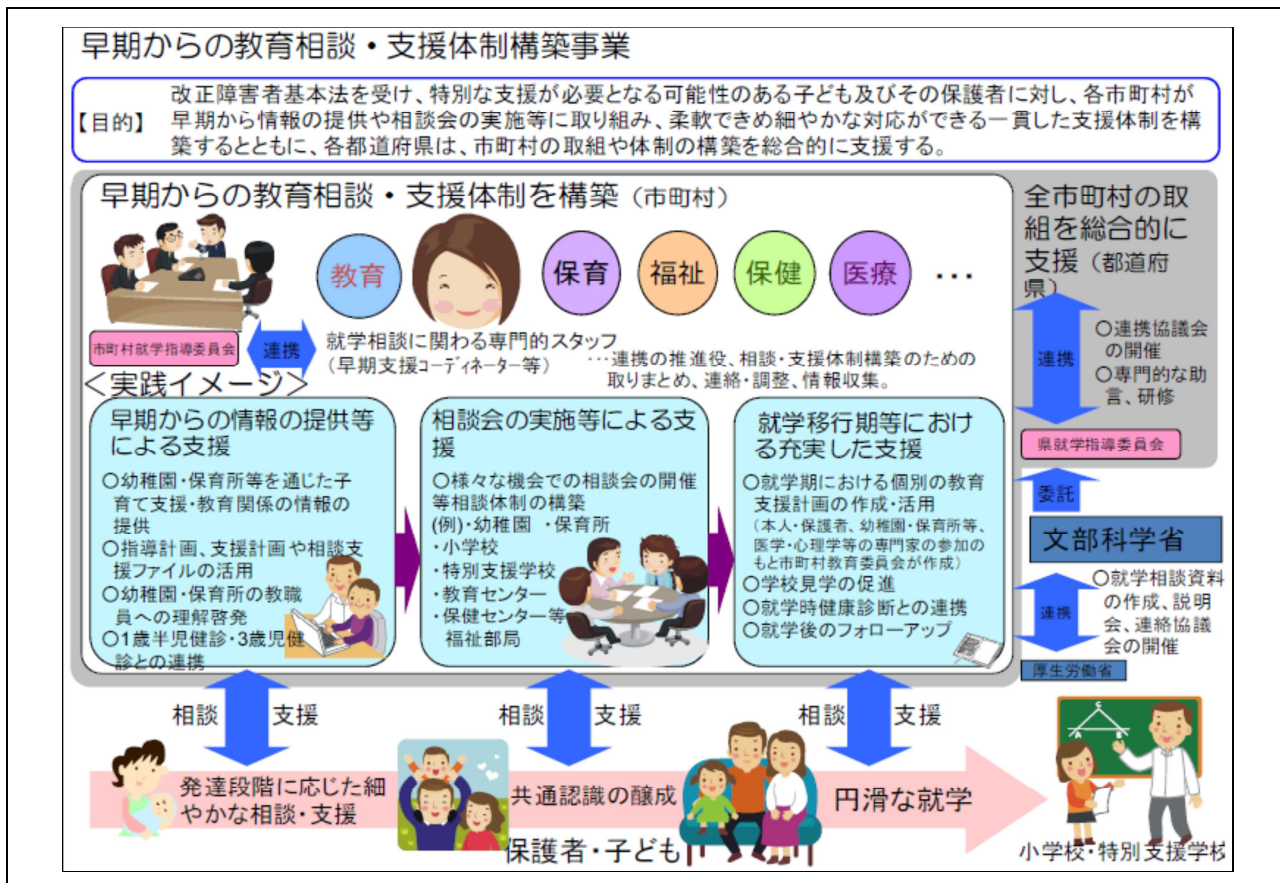 早期からの教育相談・支援体制構築事業
【目的】
改正障害者基本法を受け、特別な支援が必要となる可能性のある子ども及びその保護者に対し、各市町村が
早期から情報の提供や相談会の実施等に取り組み、柔軟できめ細やかな対応ができる一貫した支援体制を構
築するとともに、各都道府県は、市町村の取組や体制の構築を総合的に支援する。
早期からの教育相談・支援体制を構築（市町村）
教育
保育
福祉
保健
医療
…
市町村就学指導委員会
連携
就学相談に関わる専門的スタッフ
（早期支援コーディネーター等）
…連携の推進役、相談・支援体制構築のための
取りまとめ、連絡・調整、情報収集。
＜実践イメージ＞
早期からの情報の提供等
による支援
○幼稚園・保育所等を通じた子
育て支援・教育関係の情報の
提供
○指導計画、支援計画や相談支
援ファイルの活用
○幼稚園・保育所の教職
員への理解啓発
○1歳半児健診・3歳児健
診との連携
相談会の実施等による支
援
○様々な機会での相談会の開催
等相談体制の構築
(例)・幼稚園 ・保育所
・小学校
・特別支援学校
・教育センター
・保健センター等
福祉部局
就学移行期等におけ
る充実した支援
○就学期における個別の教育
支援計画の作成・活用
（本人・保護者、幼稚園・保育所等、
医学・心理学等の専門家の参加の
もと市町村教育委員会が作成）
○学校見学の促進
○就学時健康診断との連携
○就学後のフォローアップ
全市町村の取
組を総合的に
支援（都道府
県）
連携
○連携協議会
の開催
○専門的な助
言、研修
県就学指導委員会
委託
文部科学省
連携
○就学相談資料
の作成、説明
会、連絡協議
会の開催
厚生労働省
相談 支援
相談 支援
相談 支援
発達段階に応じた細
やかな相談・支援
共通認識の醸成
円滑な就学
保護者・子ども
小学校・特別支援学校